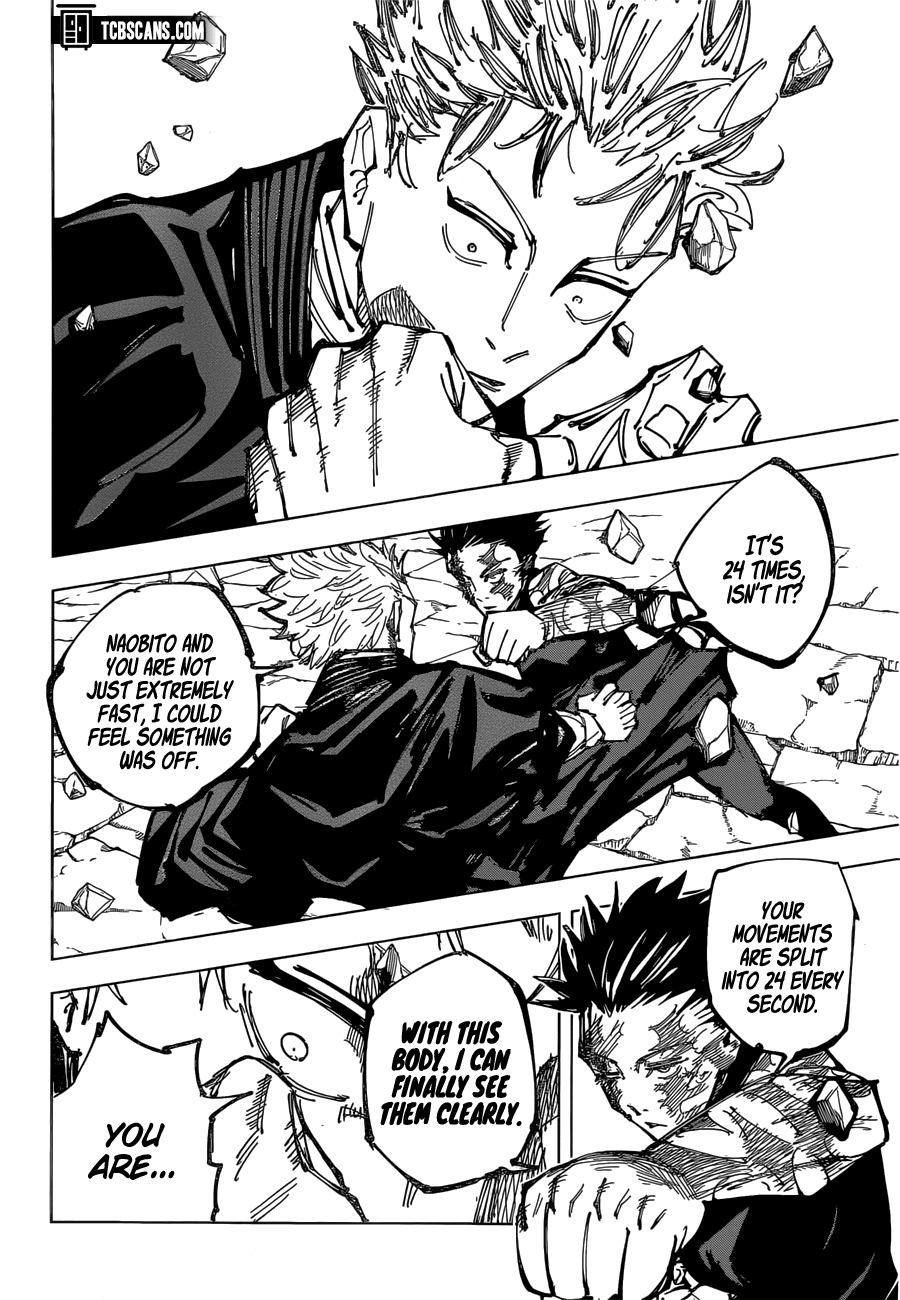 TCBSCANS.COM
IT'S
24 TIMES,
ISN'T IT?
NAOBITO AND
YOU ARE NOT
JUST EXTREMELY
FAST, I COULD
FEEL SOMETHING
WAS OFF.
YOUR
MOVEMENTS
ARE SPLIT
INTO 24 EVERY
SECOND.
WITH THIS
BODY, I CAN
FINALLY SEE
THEM CLEARLY.
YOU
ARE...